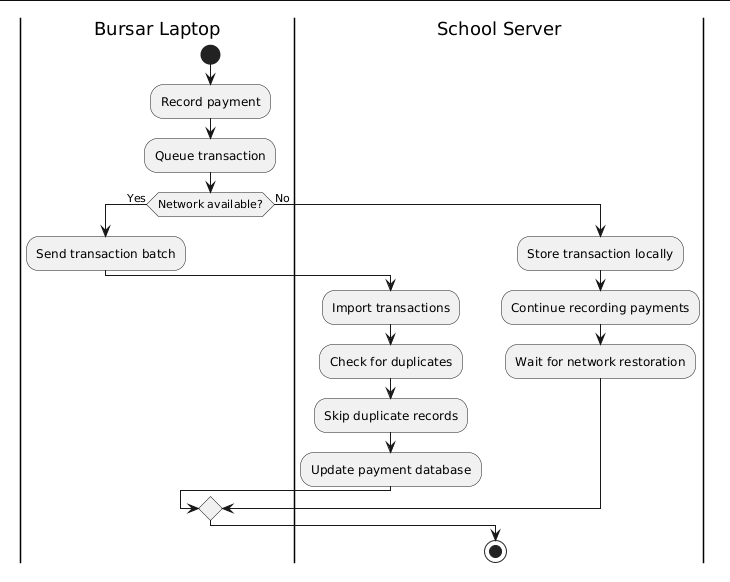 Bursar Laptop
School Server
Record payment
Queue transaction
Yes
Network available?
No
Send transaction batch
Store transaction locally
Import transactions
Continue recording payments
Check for duplicates
Wait for network restoration
Skip duplicate records
Update payment database